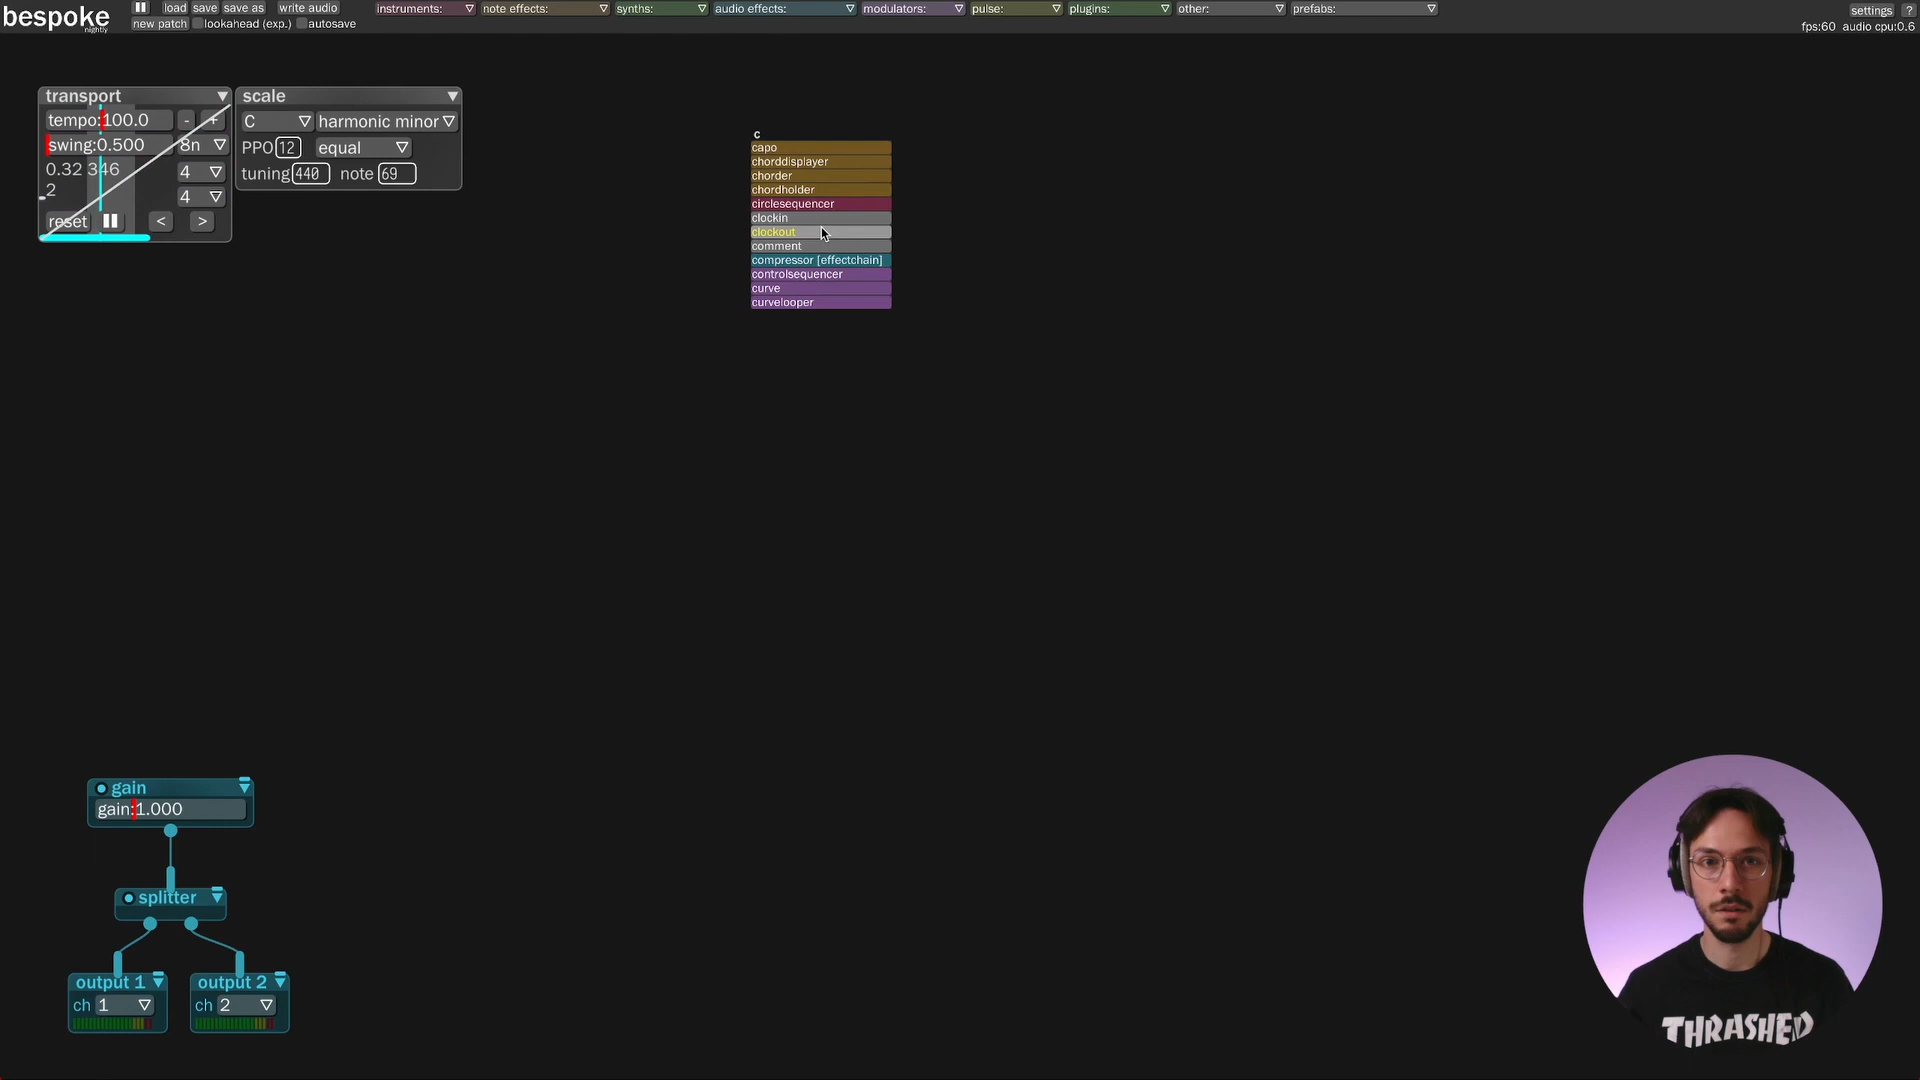 bespoke
nightly
load save save as write audio
new patch lookahead (exp.) autosave
instruments: note effects: synths: audio effects: modulators: pulse: plugins: other: prefabs:
settings ?
fps:60 audio cpu:0.6
transport
tempo:100.0 - +
swing:0.500 8n
0.32 346 4
2 4
reset < >
scale
C harmonic minor
PPO 12 equal
tuning 440 note 69
c
capo
chorddisplayer
chorder
chordholder
circlesequencer
clockin
clockout
comment
compressor [effectchain]
controlsequencer
curve
curvelooper
gain
gain:1.000
splitter
output 1
ch 1
output 2
ch 2
THRASHED